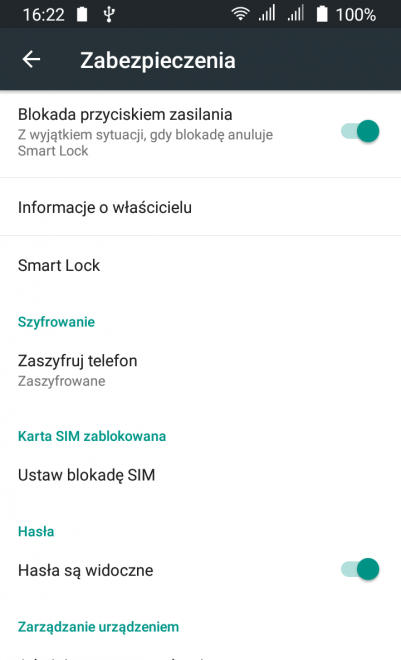 16:22 100%
Zabezpieczenia
Blokada przyciskiem zasilania
Z wyjątkiem sytuacji, gdy blokadę anuluje
Smart Lock
Informacje o właścicielu
Smart Lock
Szyfrowanie
Zaszyfruj telefon
Zaszyfrowane
Karta SIM zablokowana
Ustaw blokadę SIM
Hasła
Hasła są widoczne
Zarządzanie urządzeniem